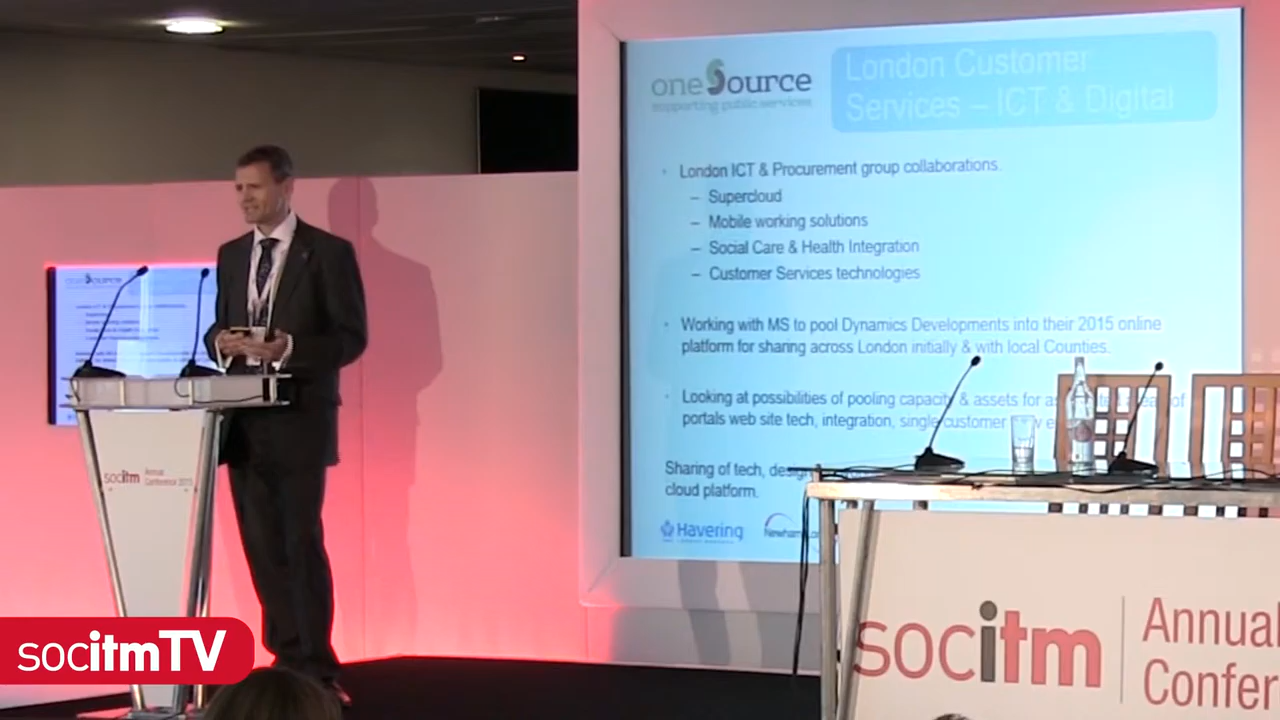 oneSource
supporting public services
London Customer
Services – ICT & Digital
• London ICT & Procurement group collaborations.
– Supercloud
– Mobile working solutions
– Social Care & Health Integration
– Customer Services technologies
• Working with MS to pool Dynamics Developments into their 2015 online
platform for sharing across London initially & with local Counties.
• Looking at possibilities of pooling capacity & assets for of
portals web site tech, integration, single customer
Sharing of tech,
cloud platform.
Havering
Newham
oneSource
socitm Annual
Conference 2015
socitm Annual
Confer
socitmTV